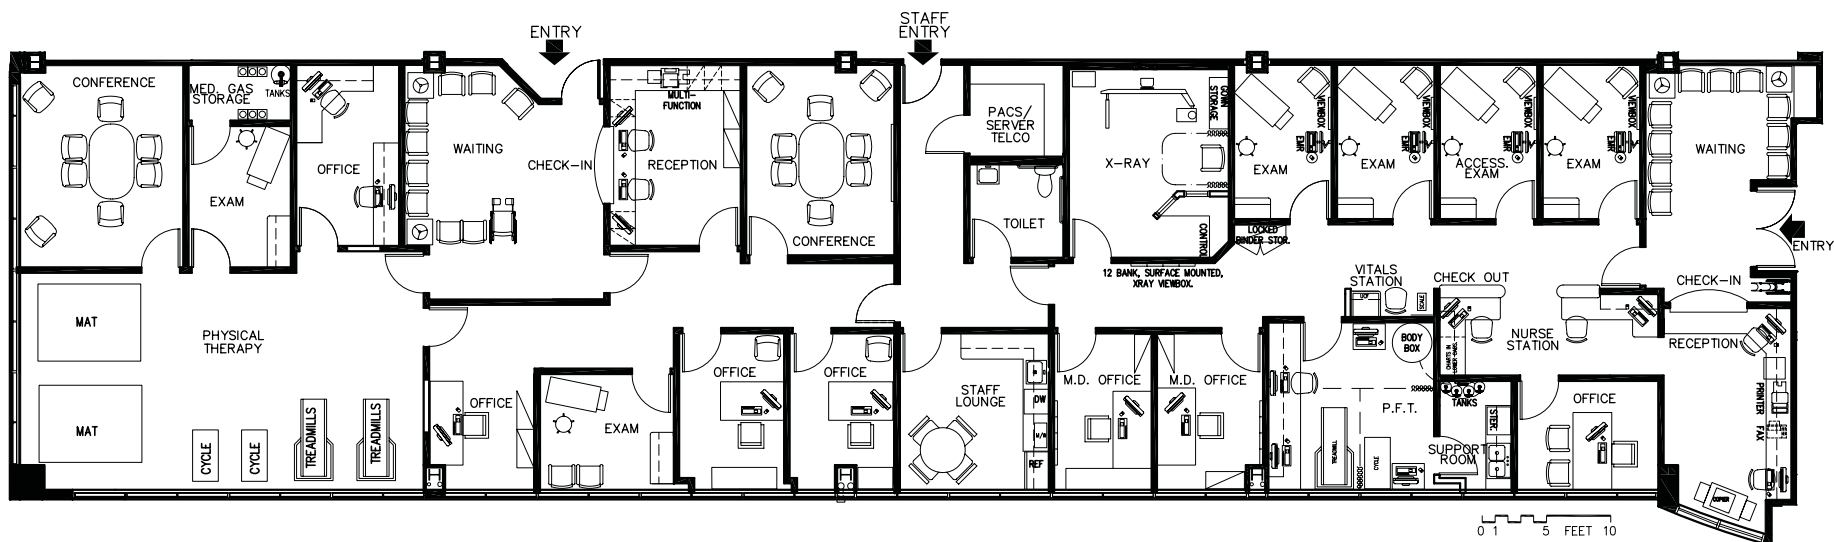 ENTRY
STAFF
ENTRY
CONFERENCE
MED. GAS
STORAGE
TANKS
EXAM
OFFICE
WAITING
CHECK-IN
MULTI-
FUNCTION
RECEPTION
CONFERENCE
PACS/
SERVER
TELCO
TOILET
X-RAY
GOWN
STORAGE
CONTROL
12 BANK, SURFACE MOUNTED,
XRAY VIEWBOX.
EXAM
VIEWBOX
EMR
LOCKED
BINDER STOR.
EXAM
VIEWBOX
EMR
ACCESS.
EXAM
VIEWBOX
EMR
EXAM
VIEWBOX
EMR
WAITING
ENTRY
CHECK-IN
VITALS
STATION
SCALE
CHECK OUT
NURSE
STATION
RECEPTION
PRINTER
FAX
COPIER
MAT
MAT
PHYSICAL
THERAPY
CYCLE
CYCLE
TREADMILLS
TREADMILLS
OFFICE
EXAM
OFFICE
OFFICE
STAFF
LOUNGE
DW
M/W
REF
M.D. OFFICE
M.D. OFFICE
BODY
BOX
P.F.T.
TREADMILL
CYCLE
TANKS
STER.
SUPPORT
ROOM
OFFICE
0 1 5 FEET 10